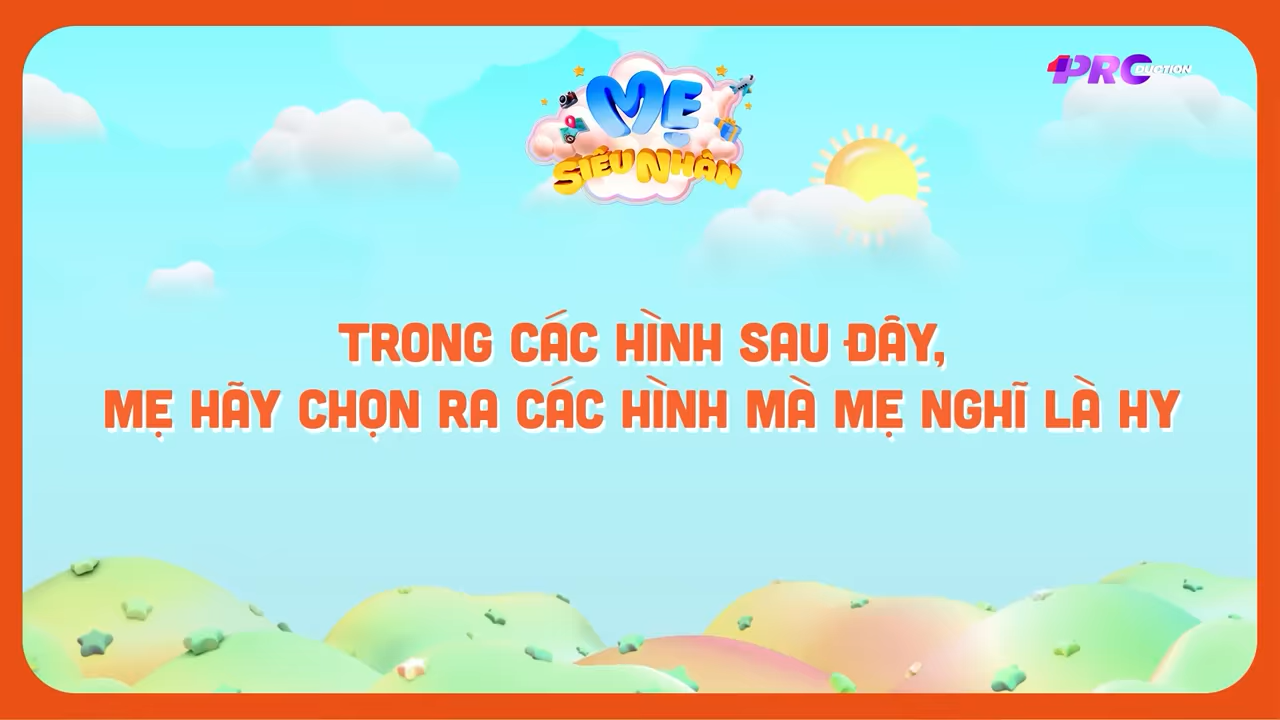 MẸ
SIÊU NHÂN
1PRODUCTION
TRONG CÁC HÌNH SAU ĐÂY,
MẸ HÃY CHỌN RA CÁC HÌNH MÀ MẸ NGHĨ LÀ HY